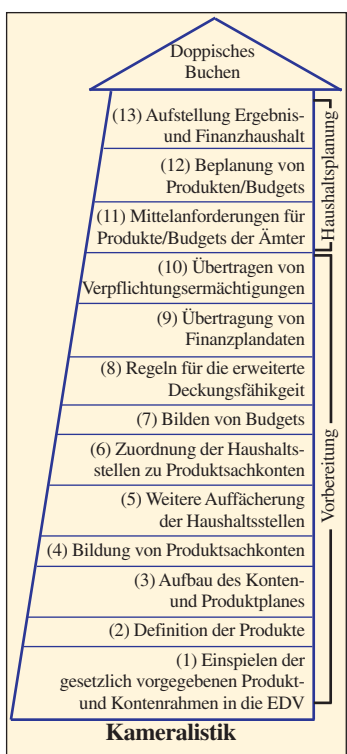 Doppisches
Buchen
(13) Aufstellung Ergebnis-
und Finanzhaushalt
(12) Beplanung von
Produkten/Budgets
(11) Mittelanforderungen für
Produkte/Budgets der Ämter
Haushaltsplanung
(10) Übertragen von
Verpflichtungsermächtigungen
(9) Übertragung von
Finanzplandaten
(8) Regeln für die erweiterte
Deckungsfähikgeit
(7) Bilden von Budgets
(6) Zuordnung der Haushalts-
stellen zu Produktsachkonten
(5) Weitere Auffächerung
der Haushaltsstellen
(4) Bildung von Produktsachkonten
(3) Aufbau des Konten-
und Produktplanes
(2) Definition der Produkte
(1) Einspielen der
gesetzlich vorgegebenen Produkt-
und Kontenrahmen in die EDV
Vorbereitung
Kameralistik